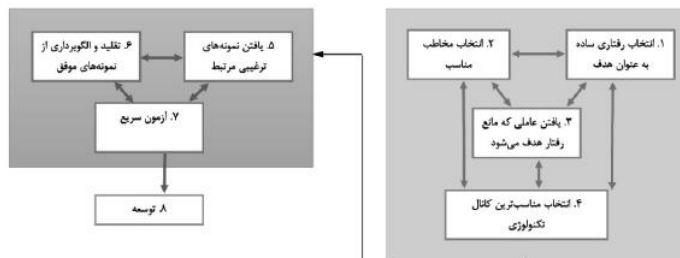 ۱. انتخاب رفتاری ساده
به عنوان هدف
۲. انتخاب مخاطب
مناسب
۳. یافتن عاملی که مانع
رفتار هدف می‌شود
۴. انتخاب مناسب‌ترین کانال
تکنولوژی
۵. یافتن نمونه‌های
ترغیبی مرتبط
۶. تقلید و الگوبرداری از
نمونه‌های موفق
۷. آزمون سریع
۸. توسعه